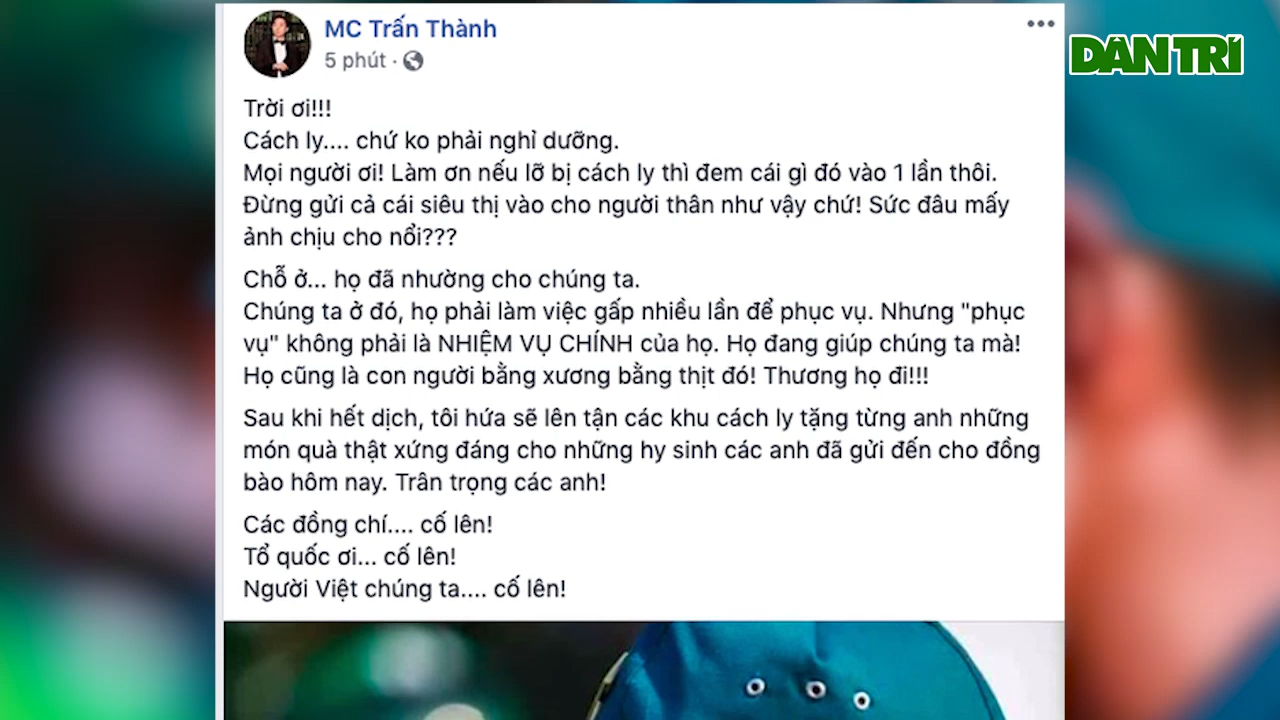 MC Trấn Thành
5 phút ·
DÂN TRÍ
Trời ơi!!!
Cách ly.... chứ ko phải nghỉ dưỡng.
Mọi người ơi! Làm ơn nếu lỡ bị cách ly thì đem cái gì đó vào 1 lần thôi.
Đừng gửi cả cái siêu thị vào cho người thân như vậy chứ! Sức đâu mấy
ảnh chịu cho nổi???
Chỗ ở... họ đã nhường cho chúng ta.
Chúng ta ở đó, họ phải làm việc gấp nhiều lần để phục vụ. Nhưng "phục
vụ" không phải là NHIỆM VỤ CHÍNH của họ. Họ đang giúp chúng ta mà!
Họ cũng là con người bằng xương bằng thịt đó! Thương họ đi!!!
Sau khi hết dịch, tôi hứa sẽ lên tận các khu cách ly tặng từng anh những
món quà thật xứng đáng cho những hy sinh các anh đã gửi đến cho đồng
bào hôm nay. Trân trọng các anh!
Các đồng chí.... cố lên!
Tổ quốc ơi... cố lên!
Người Việt chúng ta.... cố lên!